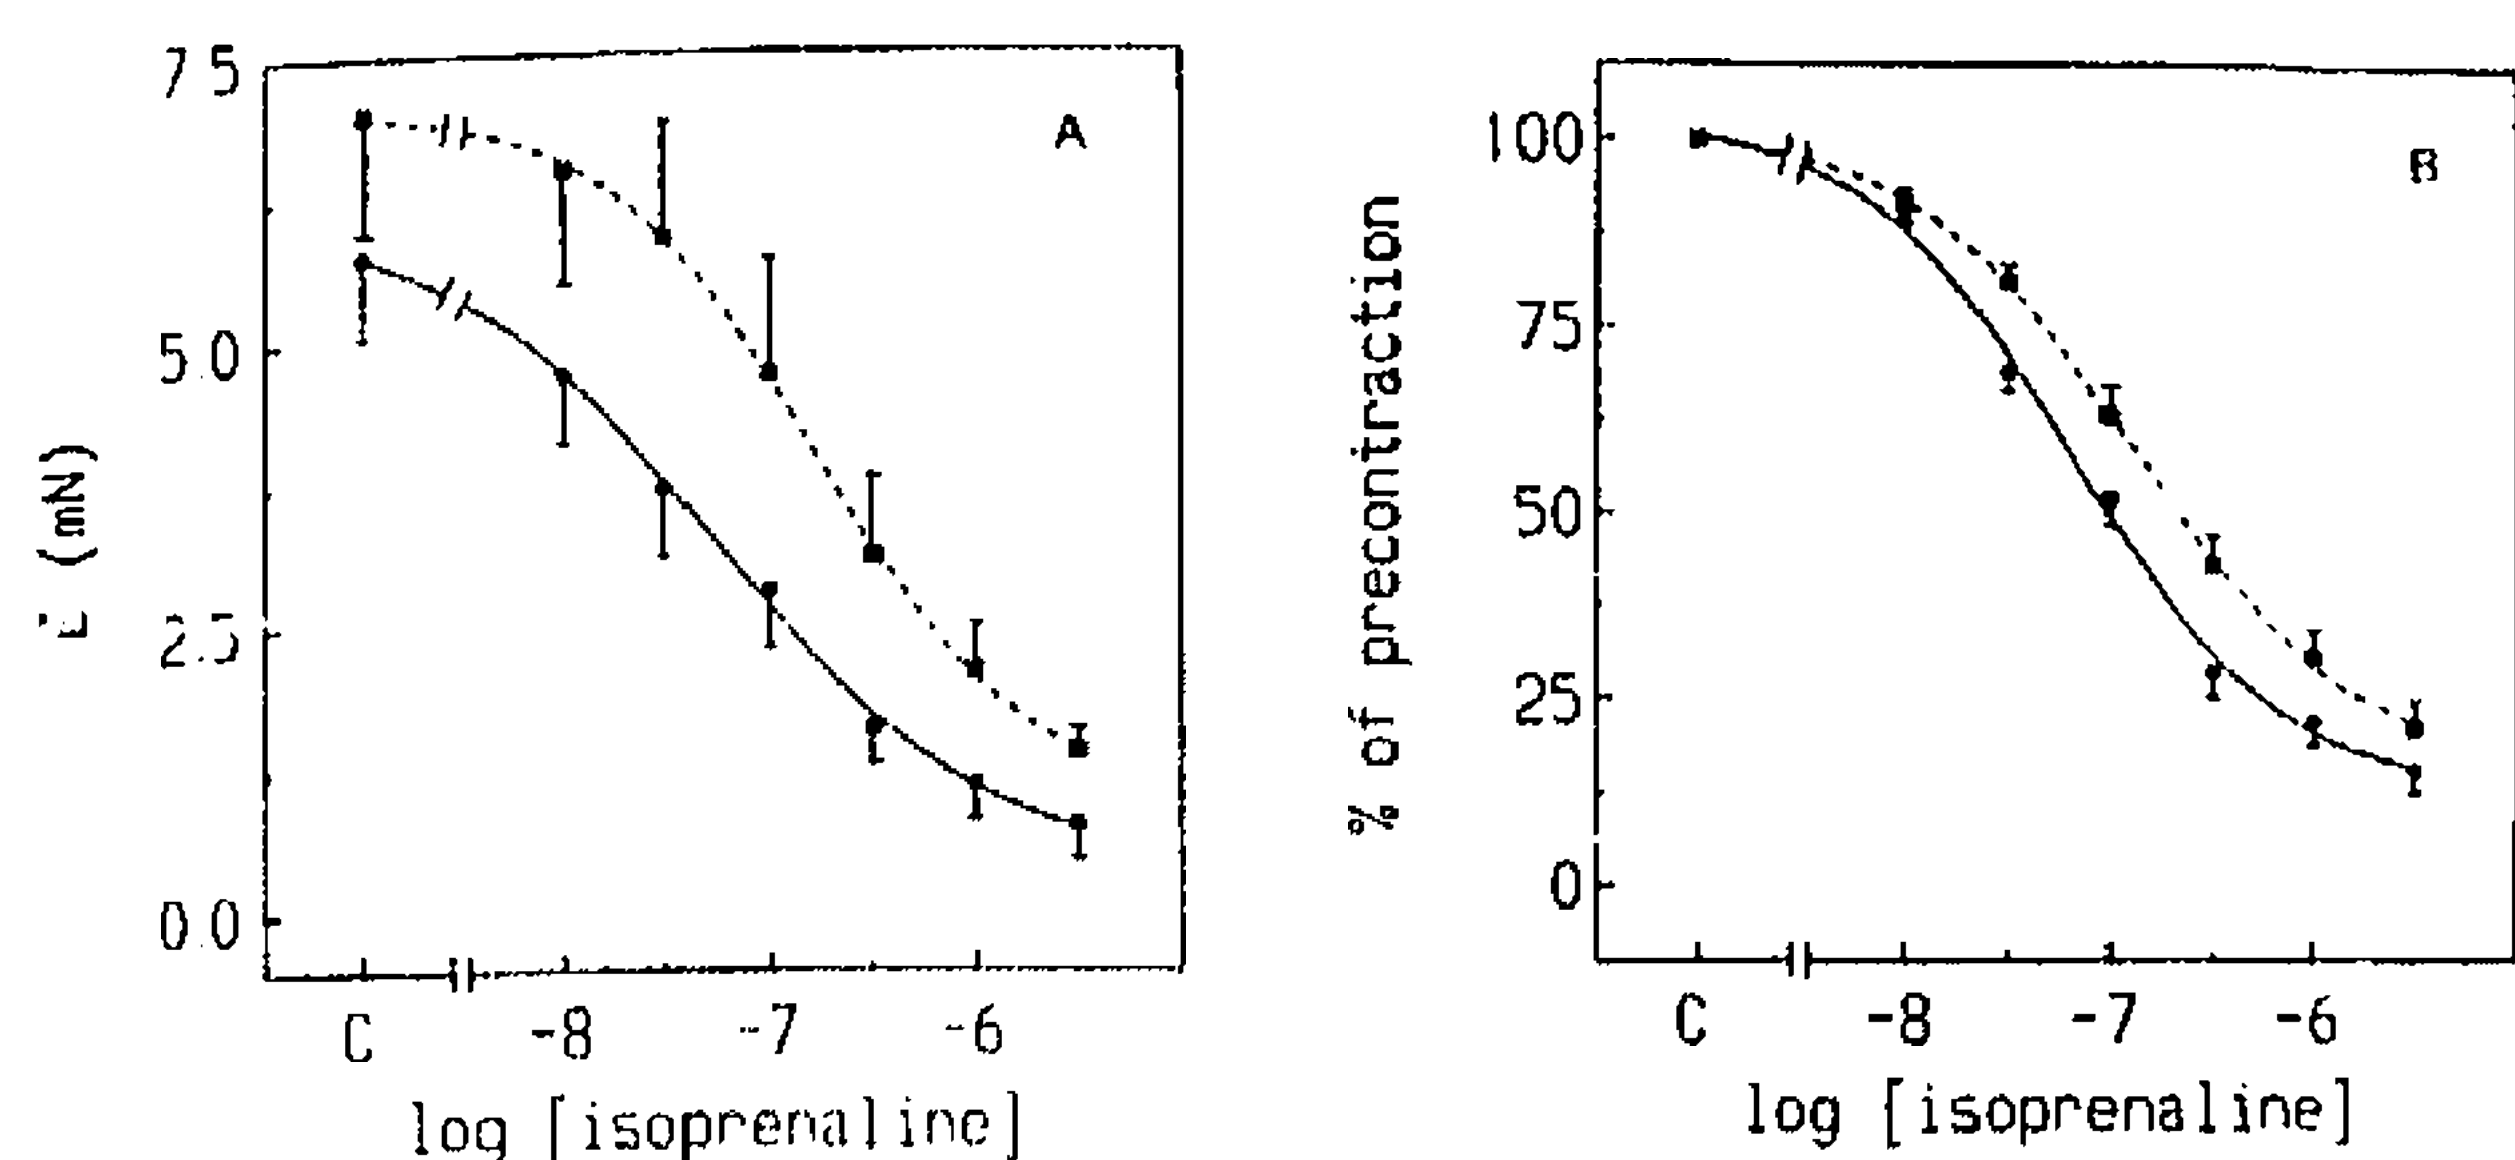 7.5
A
5.0
(mN)
2.5
0.0
C -8 -7 -6
log [isoprenaline]
100
B
75
50
25
0
% of precontraction
C -8 -7 -6
log [isoprenaline]